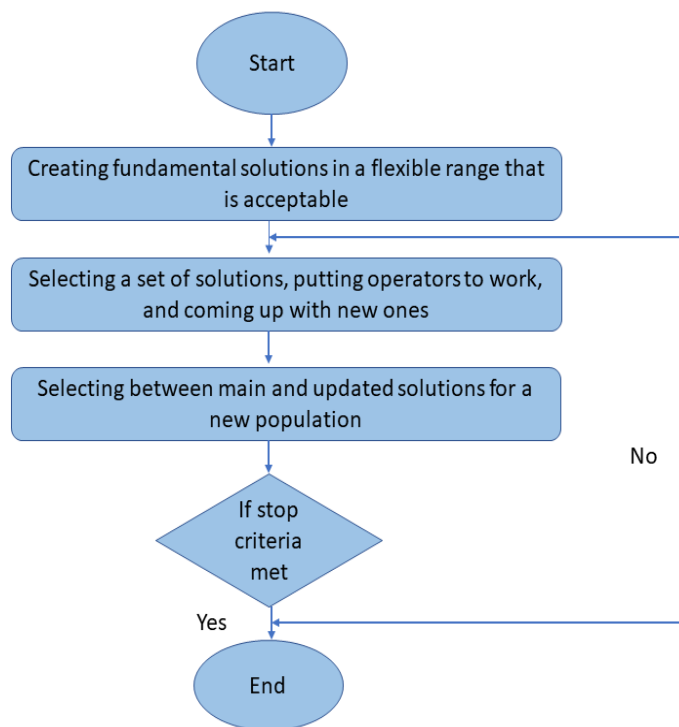 Start
Creating fundamental solutions in a flexible range that
is acceptable
Selecting a set of solutions, putting operators to work,
and coming up with new ones
Selecting between main and updated solutions for a
new population
No
If stop
criteria
met
Yes
End